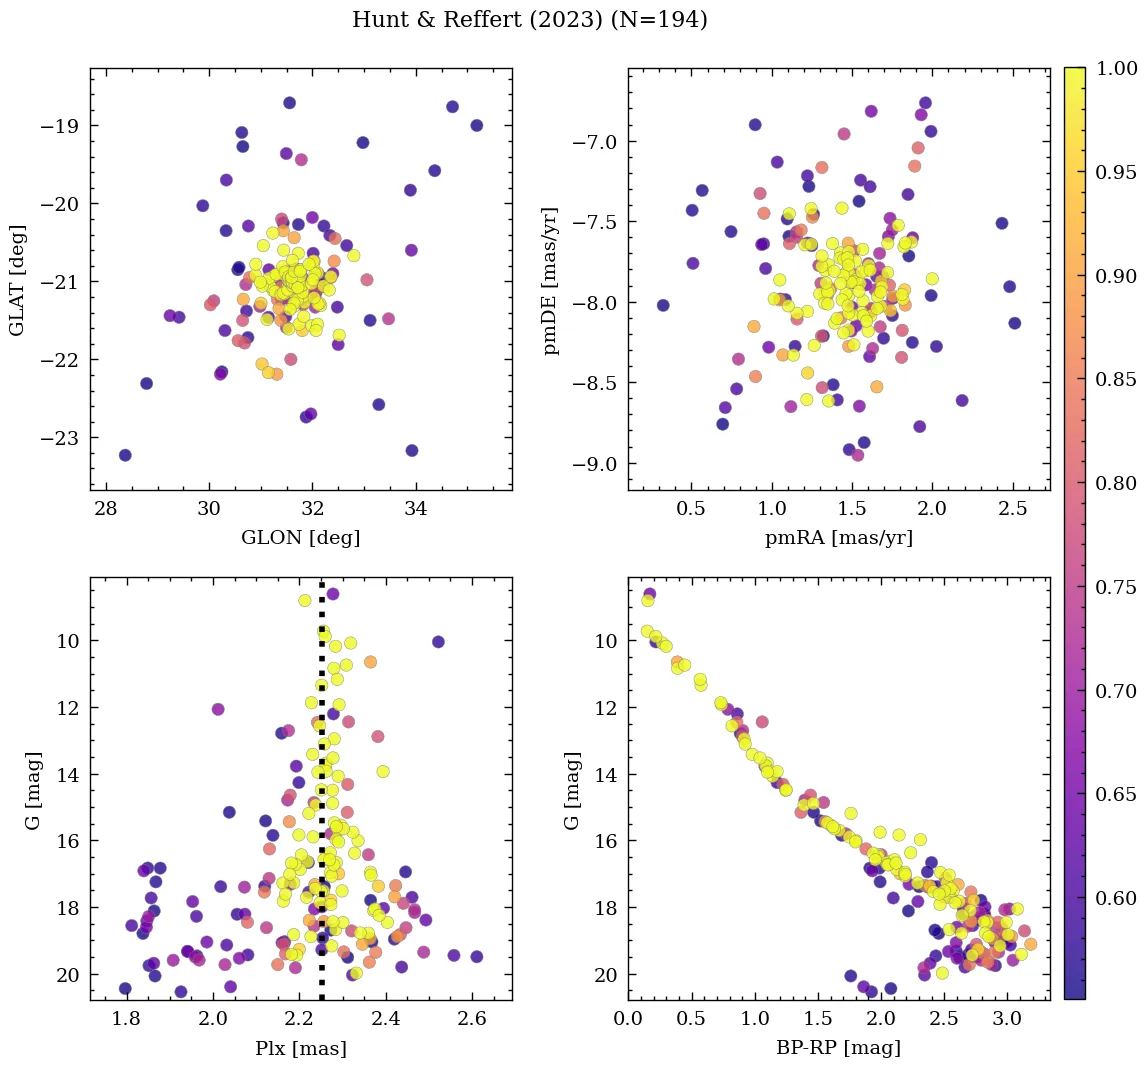 Hunt & Reffert (2023) (N=194)
−19
−20
−21
−22
−23
GLAT [deg]
28 30 32 34
GLON [deg]
−7.0
−7.5
−8.0
−8.5
−9.0
pmDE [mas/yr]
0.5 1.0 1.5 2.0 2.5
pmRA [mas/yr]
10
12
14
16
18
20
G [mag]
1.8 2.0 2.2 2.4 2.6
Plx [mas]
10
12
14
16
18
20
G [mag]
0.0 0.5 1.0 1.5 2.0 2.5 3.0
BP-RP [mag]
1.00
0.95
0.90
0.85
0.80
0.75
0.70
0.65
0.60